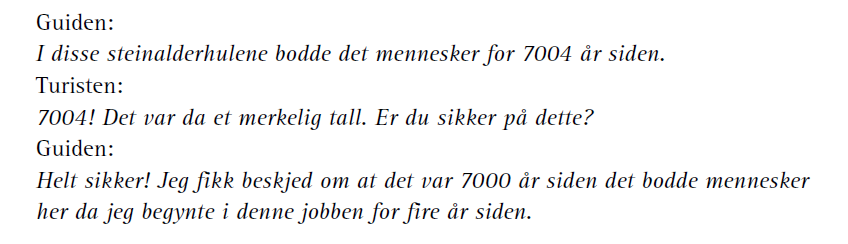 Guiden:
I disse steinalderhulene bodde det mennesker for 7004 år siden.
Turisten:
7004! Det var da et merkelig tall. Er du sikker på dette?
Guiden:
Helt sikker! Jeg fikk beskjed om at det var 7000 år siden det bodde mennesker
her da jeg begynte i denne jobben for fire år siden.